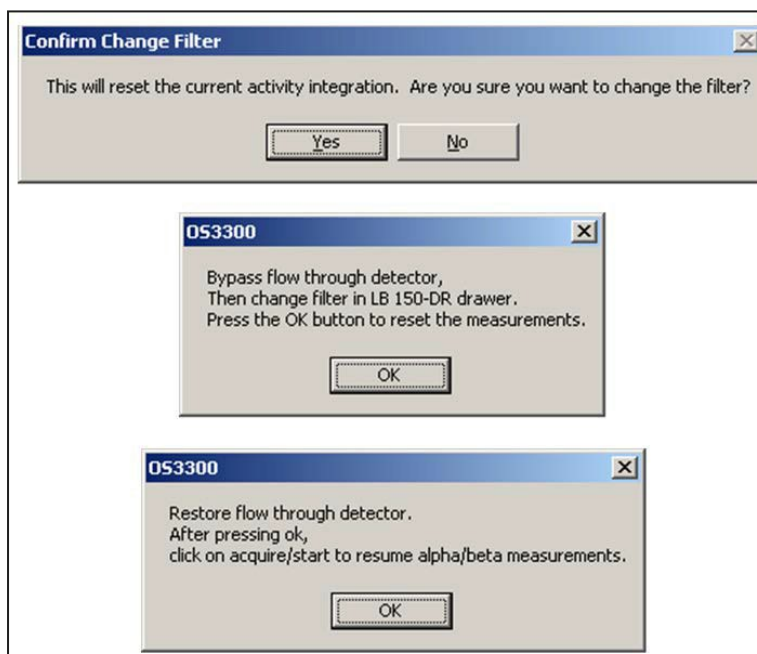 Confirm Change Filter
This will reset the current activity integration.  Are you sure you want to change the filter?
Yes
No
OS3300
Bypass flow through detector,
Then change filter in LB 150-DR drawer.
Press the OK button to reset the measurements.
OK
OS3300
Restore flow through detector.
After pressing ok,
click on acquire/start to resume alpha/beta measurements.
OK